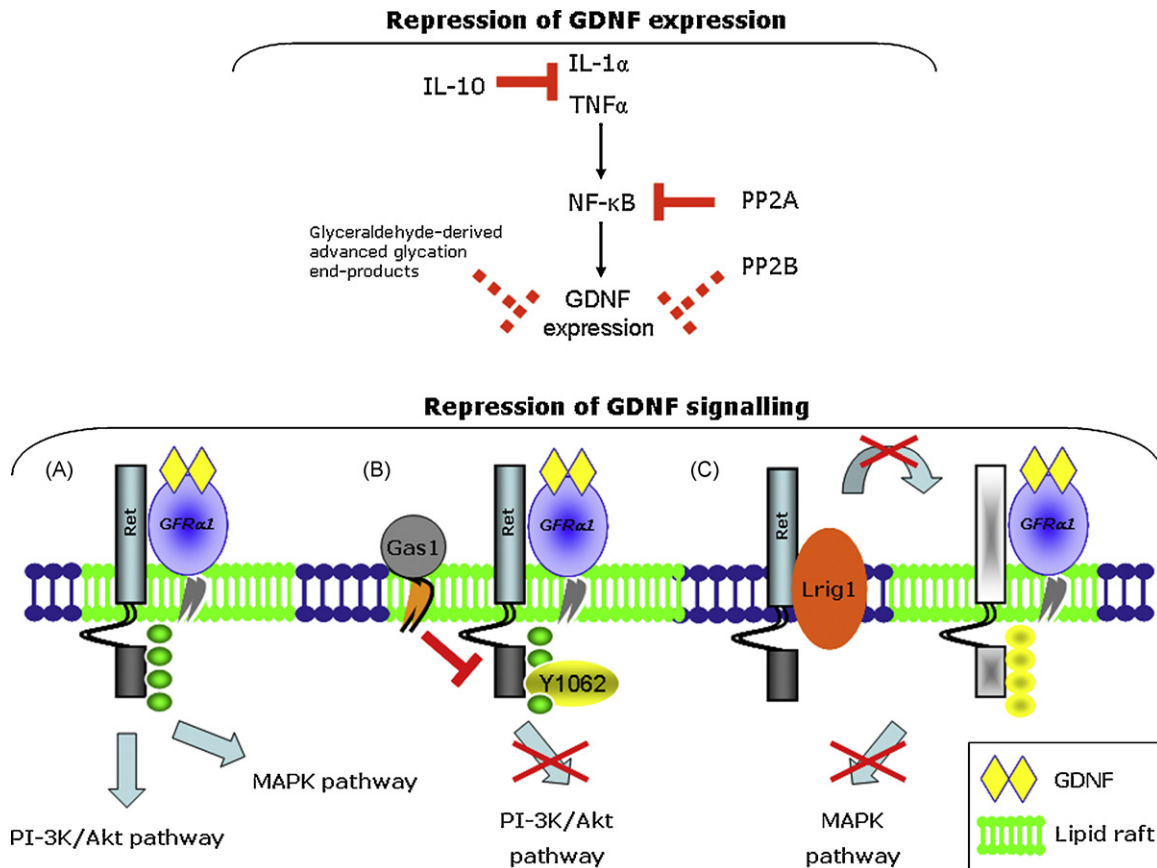 Repression of GDNF expression
IL-1α
IL-10
TNFα
NF-κB
PP2A
Glyceraldehyde-derived
advanced glycation
end-products
PP2B
GDNF
expression
Repression of GDNF signalling
(A)
(B)
(C)
Ret
GFRα1
Gas1
Ret
GFRα1
Ret
Lrig1
GFRα1
Y1062
MAPK pathway
PI-3K/Akt pathway
PI-3K/Akt
pathway
MAPK
pathway
GDNF
Lipid raft